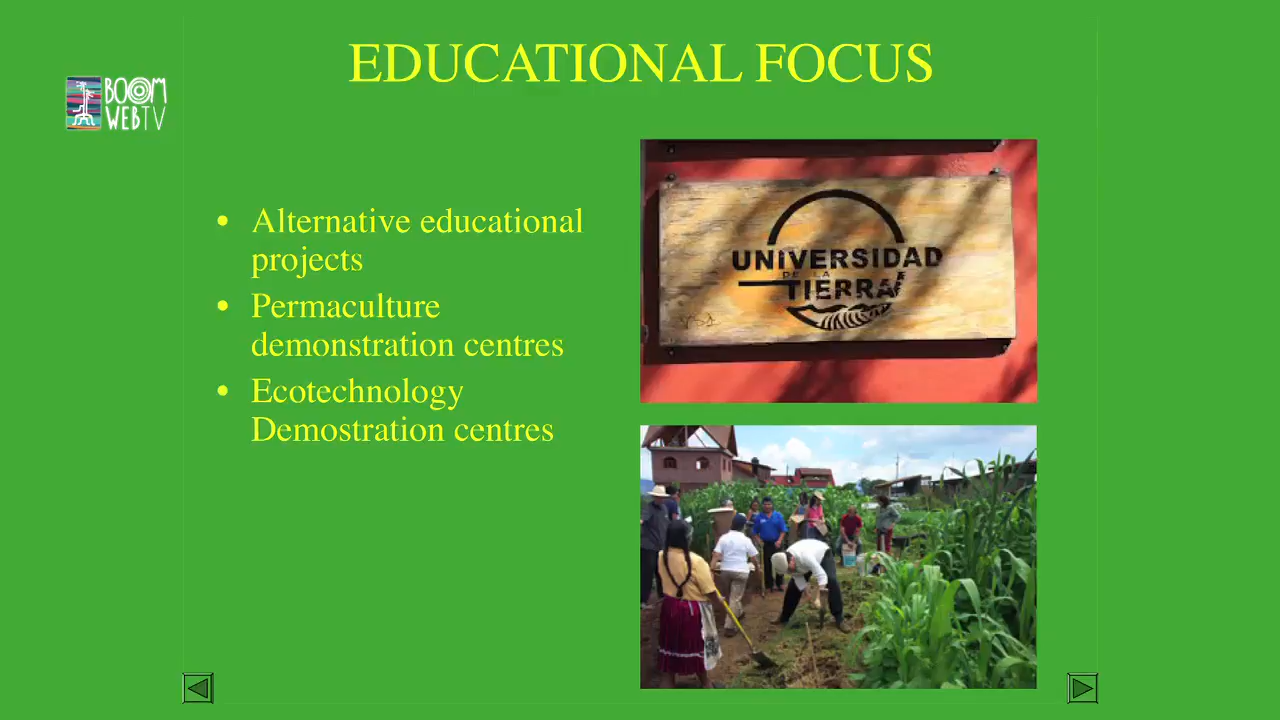 EDUCATIONAL FOCUS
BOOM
WEBTV
• Alternative educational
projects
• Permaculture
demonstration centres
• Ecotechnology
Demostration centres
UNIVERSIDAD
DE LA
TIERRA